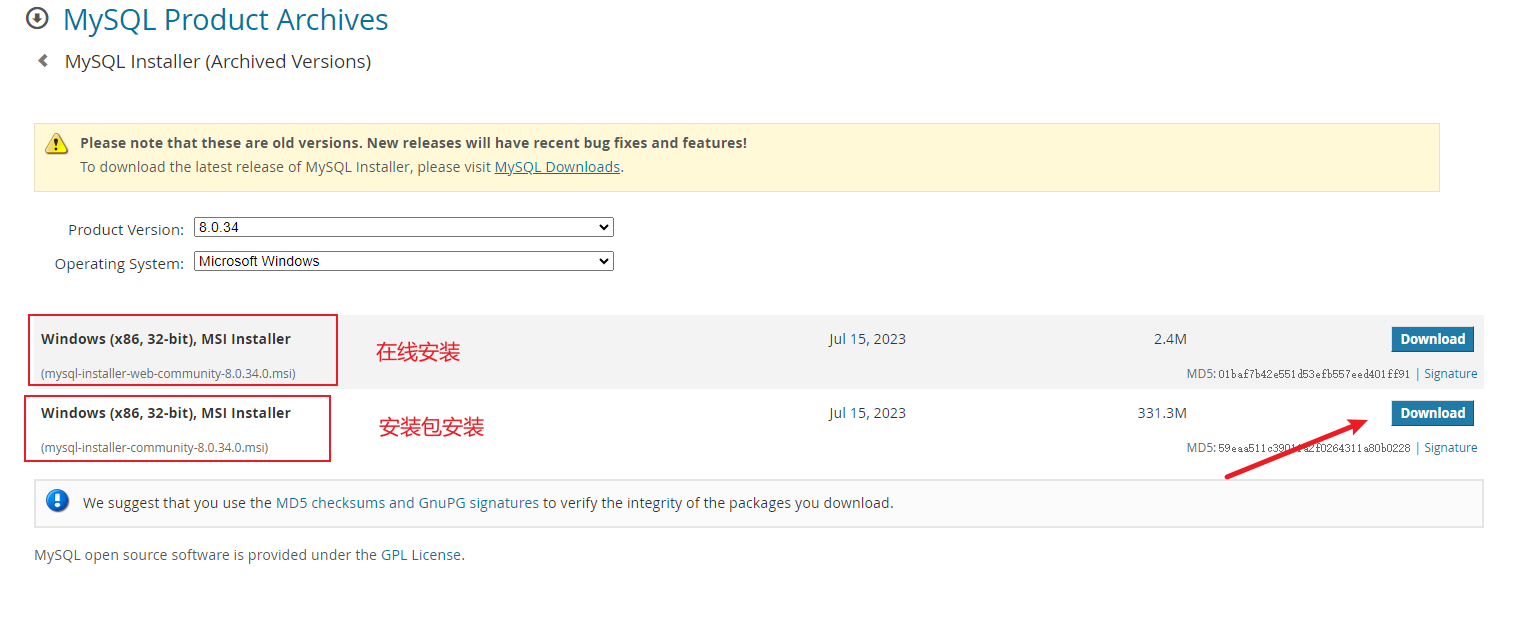 MySQL Product Archives
MySQL Installer (Archived Versions)
Please note that these are old versions. New releases will have recent bug fixes and features!
To download the latest release of MySQL Installer, please visit MySQL Downloads.
Product Version: 8.0.34
Operating System: Microsoft Windows
Windows (x86, 32-bit), MSI Installer 在线安装 Jul 15, 2023 2.4M Download
(mysql-installer-web-community-8.0.34.0.msi) MD5: 01baf7b42e551d53efb557eed401ff91 | Signature
Windows (x86, 32-bit), MSI Installer 安装包安装 Jul 15, 2023 331.3M Download
(mysql-installer-community-8.0.34.0.msi) MD5: | Signature
We suggest that you use the MD5 checksums and GnuPG signatures to verify the integrity of the packages you download.
MySQL open source software is provided under the GPL License.